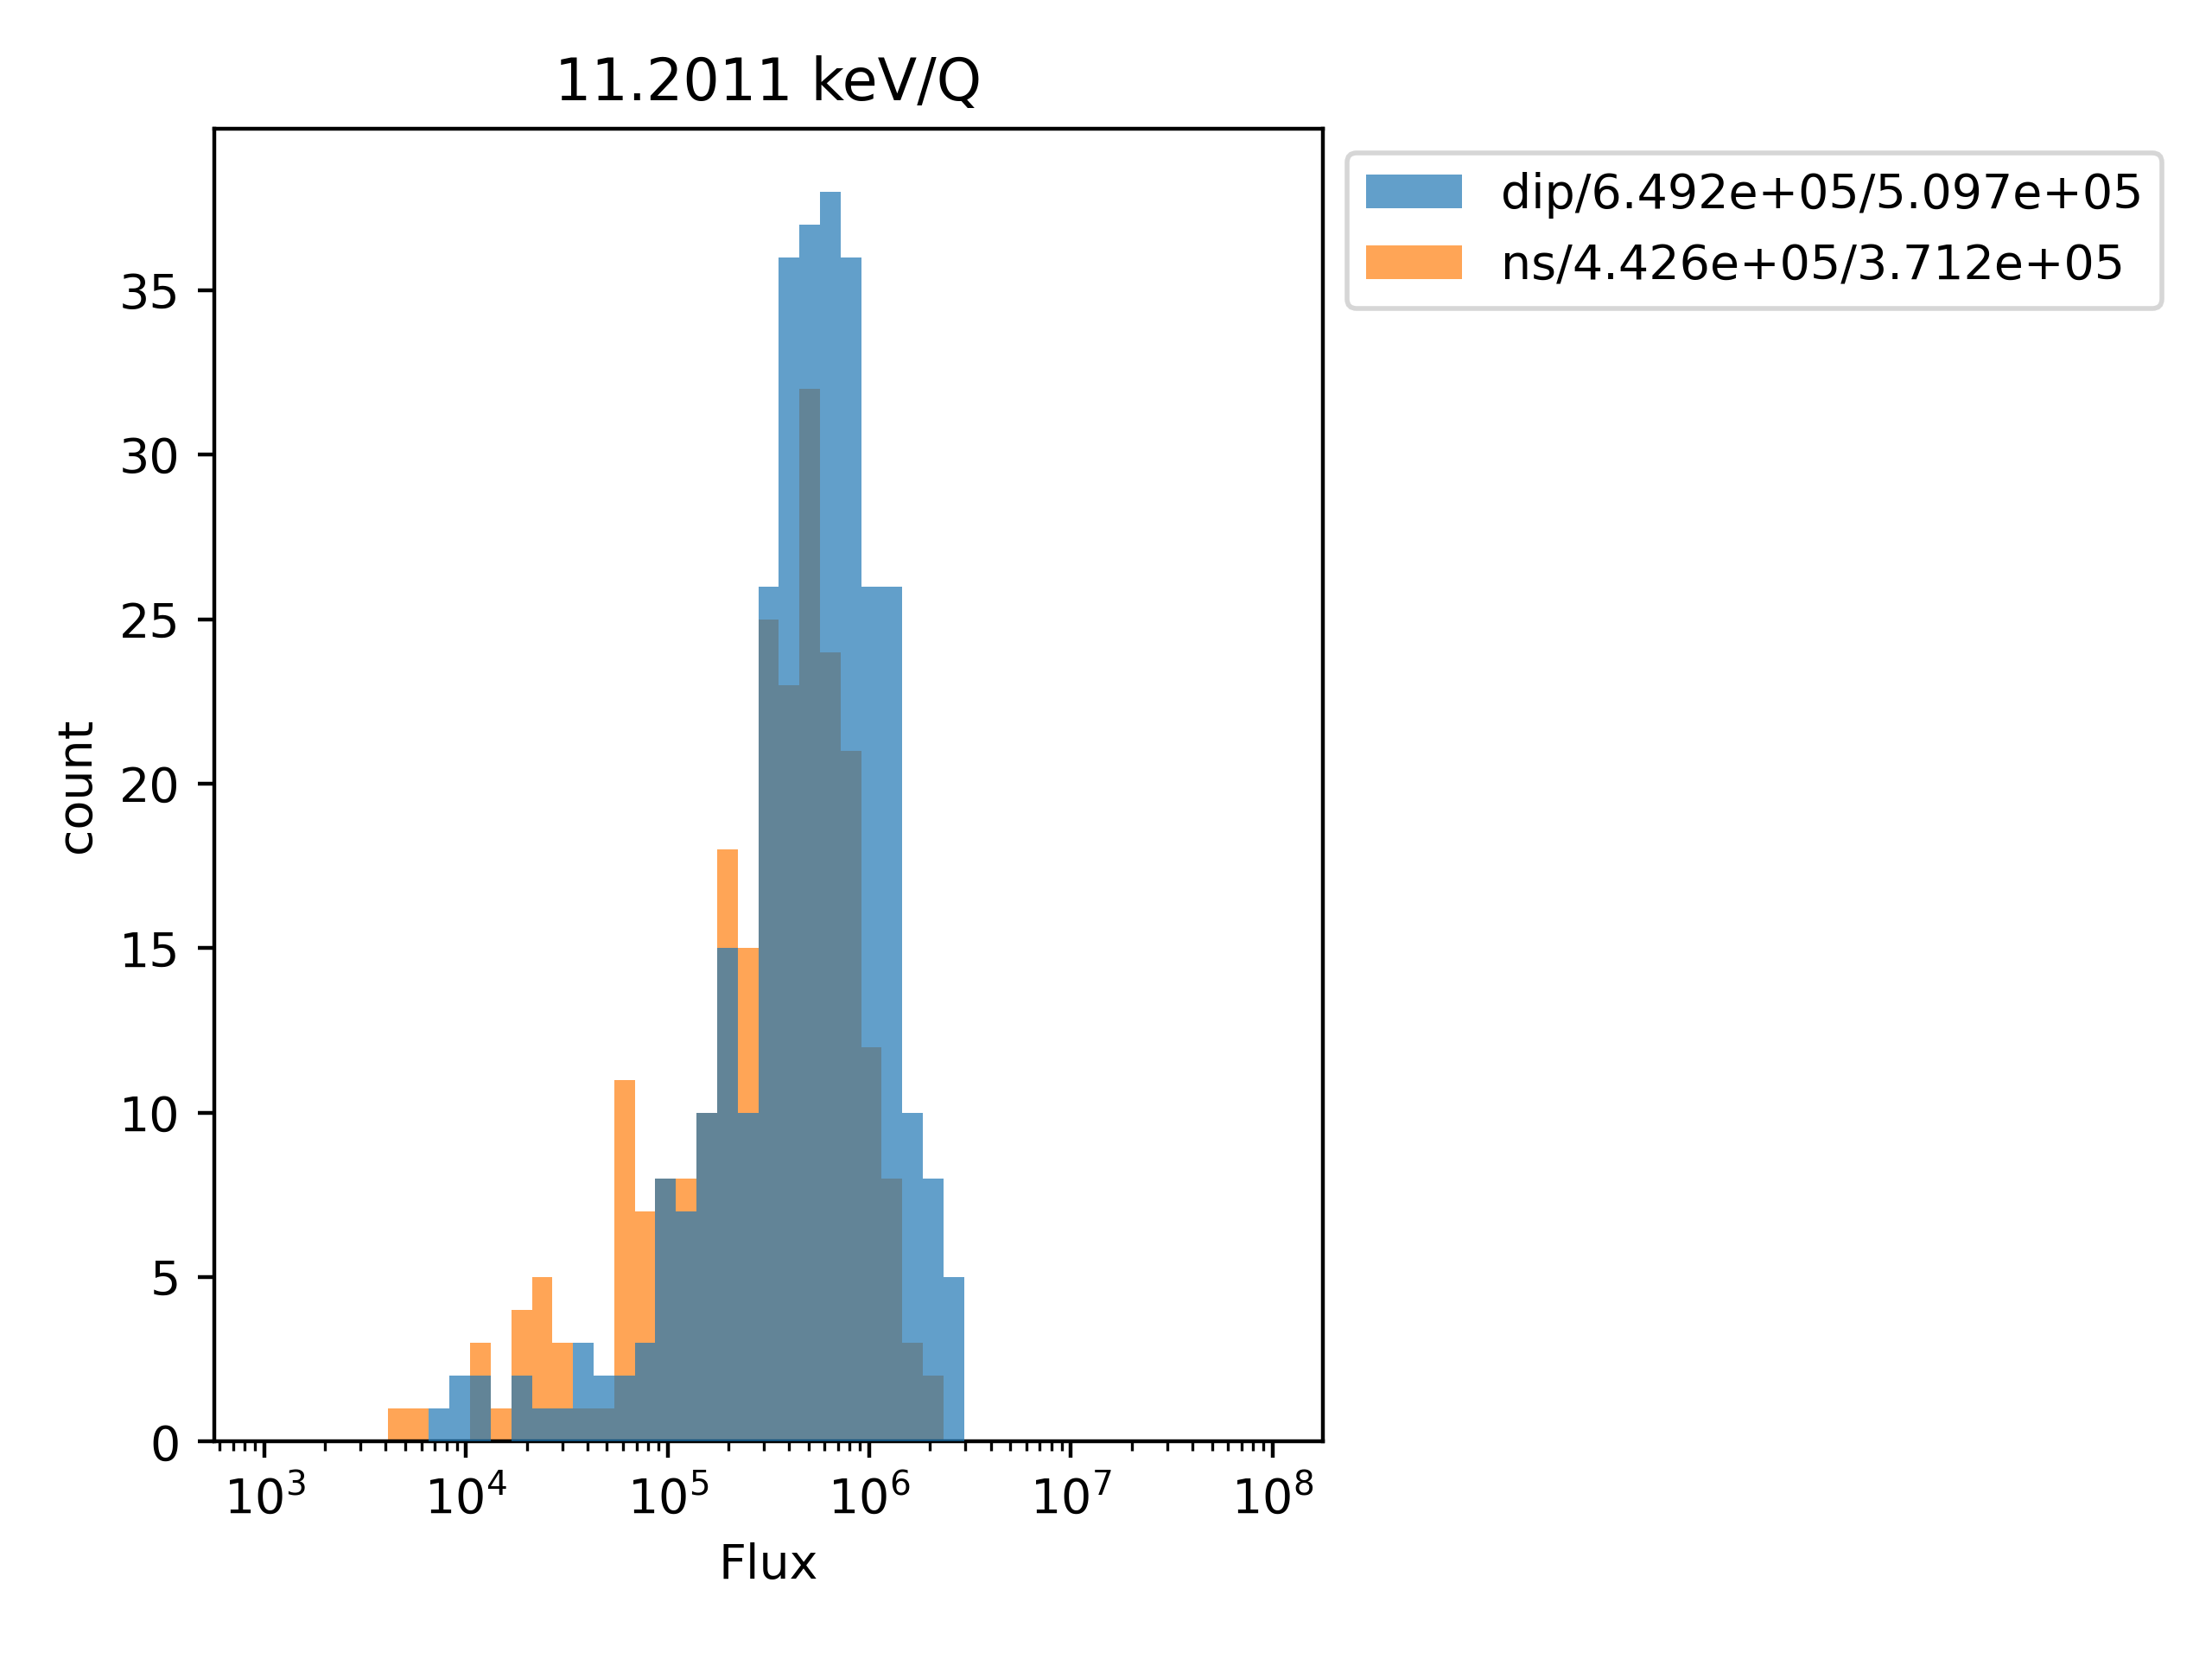 11.2011 keV/Q
dip/6.492e+05/5.097e+05
ns/4.426e+05/3.712e+05
35
30
25
20
15
10
5
0
count
10³ 10⁴ 10⁵ 10⁶ 10⁷ 10⁸
Flux